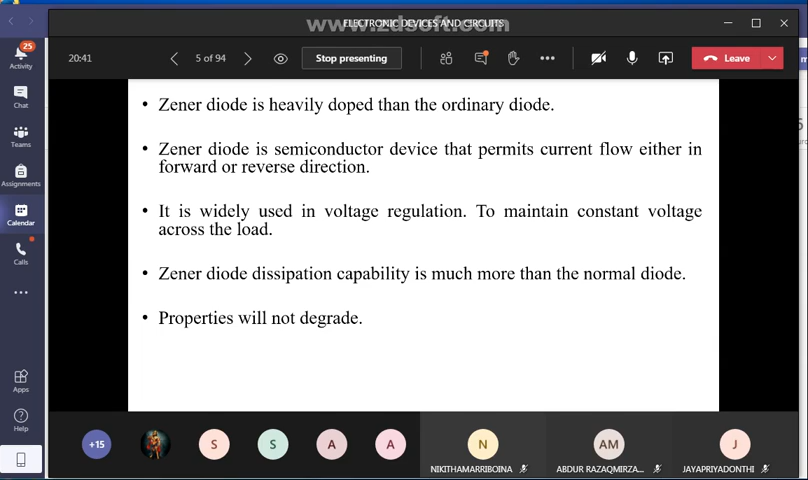 ELECTRONIC DEVICES AND CIRCUITS
www.zdsoft.com
25
Activity
Chat
Teams
Assignments
Calendar
Calls
Apps
Help
20:41
5 of 94
Stop presenting
Leave
• Zener diode is heavily doped than the ordinary diode.
• Zener diode is semiconductor device that permits current flow either in
forward or reverse direction.
• It is widely used in voltage regulation. To maintain constant voltage
across the load.
• Zener diode dissipation capability is much more than the normal diode.
• Properties will not degrade.
+15
S
S
A
A
N
AM
J
NIKITHAMARRIBOINA
ABDUR RAZAQMIRZA...
JAYAPRIYADONTHI